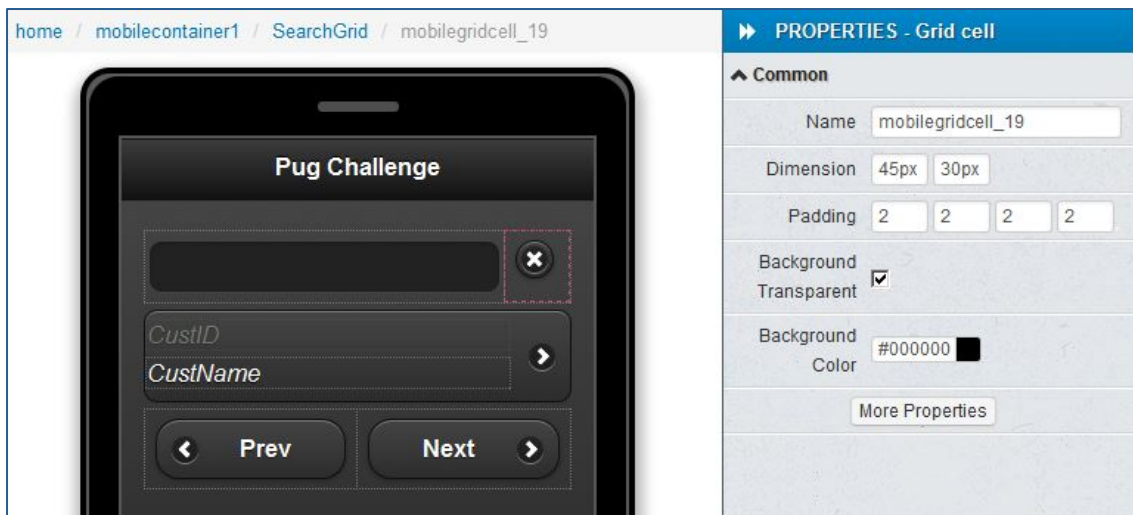 home / mobilecontainer1 / SearchGrid / mobilegridcell_19
PROPERTIES - Grid cell
Common
Name mobilegridcell_19
Dimension 45px 30px
Padding 2 2 2 2
Background
Transparent
Background
Color #000000
More Properties
Pug Challenge
CustID
CustName
Prev Next